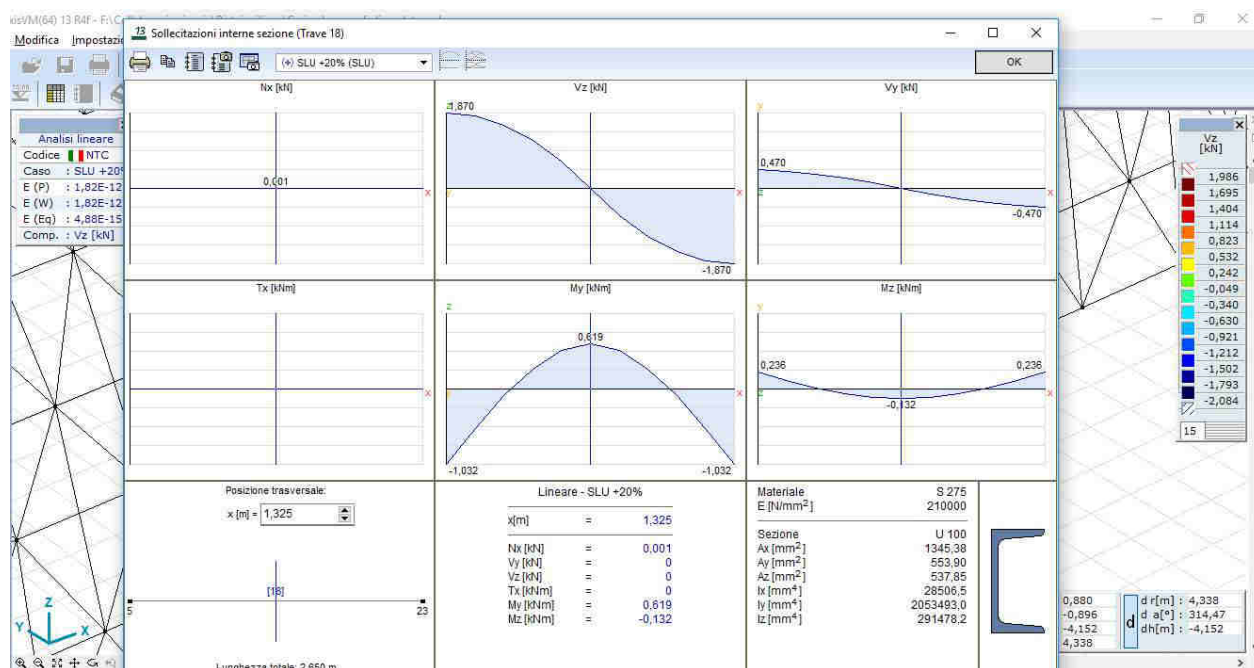 isVM(64) 13 R4f - F:\C
13 Sollecitazioni interne sezione (Trave 18)
Modifica
(+) SLU +20% (SLU)
OK
Nx [kN]
0,001
x
Vz [kN]
z
1,870
y
x
-1,870
Vy [kN]
y
0,470
z
x
-0,470
Tx [kNm]
x
My [kNm]
z
0,619
y
x
-1,032
-1,032
Mz [kNm]
y
0,236
0,236
z
x
-0,132
Analisi lineare
Codice NTC
Caso : SLU +20
E (P) : 1,82E-12
E (W) : 1,82E-12
E (Eq) : 4,88E-15
Comp. : Vz [kN]
Posizione trasversale:
x [m] = 1,325
[18]
5
23
Lunghezza totale: 2,650 m
Lineare - SLU +20%
x[m] = 1,325
Nx [kN] = 0,001
Vy [kN] = 0
Vz [kN] = 0
Tx [kNm] = 0
My [kNm] = 0,619
Mz [kNm] = -0,132
Materiale S 275
E [N/mm²] 210000
Sezione U 100
Ax [mm²] 1345,38
Ay [mm²] 553,90
Az [mm²] 537,85
Ix [mm⁴] 28506,5
Iy [mm⁴] 2053493,0
Iz [mm⁴] 291478,2
Vz
[kN]
1,986
1,695
1,404
1,114
0,823
0,532
0,242
-0,049
-0,340
-0,630
-0,921
-1,212
-1,502
-1,793
-2,084
15
Z
Y
X
0,880
-0,896
-4,152
4,338
d
d r[m] : 4,338
d a[°] : 314,47
dh[m] : -4,152